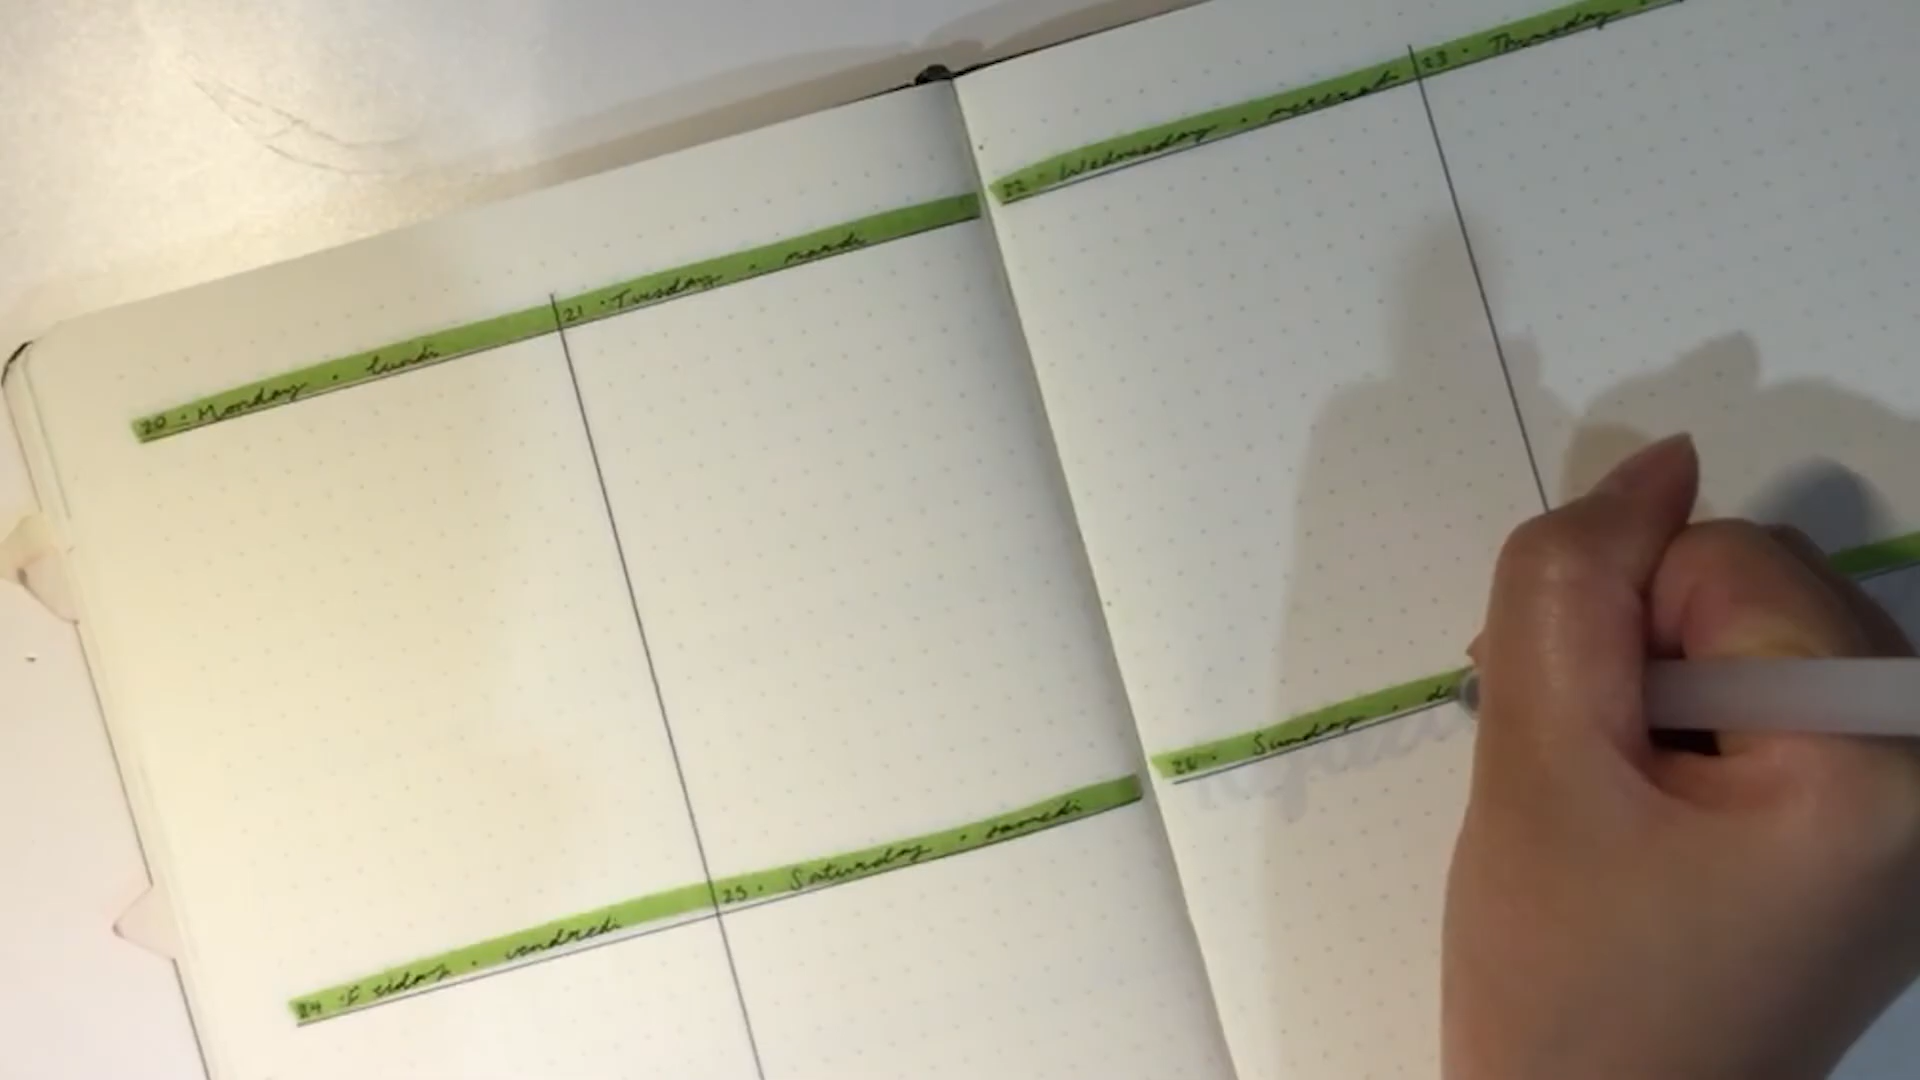 20 · Monday · lundi
21 · Tuesday · mardi
22 · Wednesday · mercredi
23 · Thursday ·
24 · Friday · vendredi
25 · Saturday · samedi
26 · Sunday · d